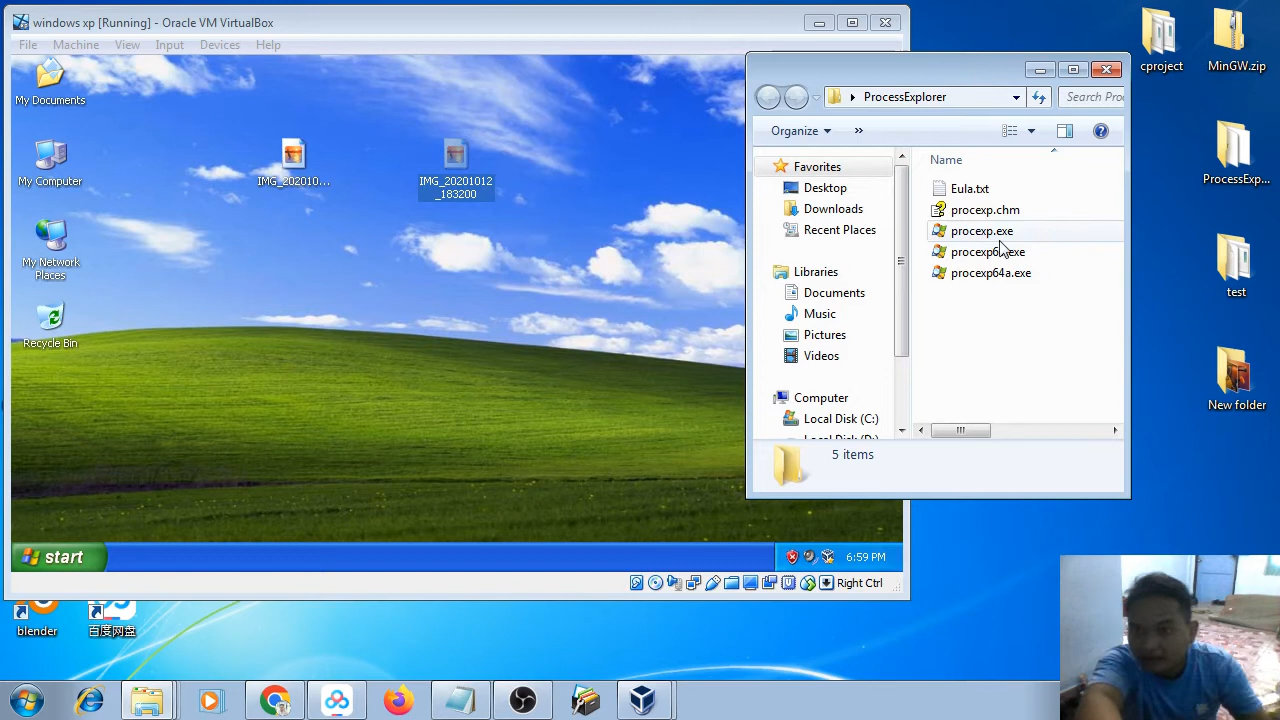 windows xp [Running] - Oracle VM VirtualBox
File Machine View Input Devices Help
My Documents
My Computer
My Network
Places
Recycle Bin
IMG_202010...
IMG_20201012
_183200
start
6:59 PM
Right Ctrl
ProcessExplorer
Search Pro
Organize
»
Name
Favorites
Desktop
Downloads
Recent Places
Libraries
Documents
Music
Pictures
Videos
Computer
Local Disk (C:)
Local Disk (D:)
Eula.txt
procexp.chm
procexp.exe
procexp64.exe
procexp64a.exe
5 items
cproject
MinGW.zip
ProcessExp...
test
New folder
blender
百度网盘